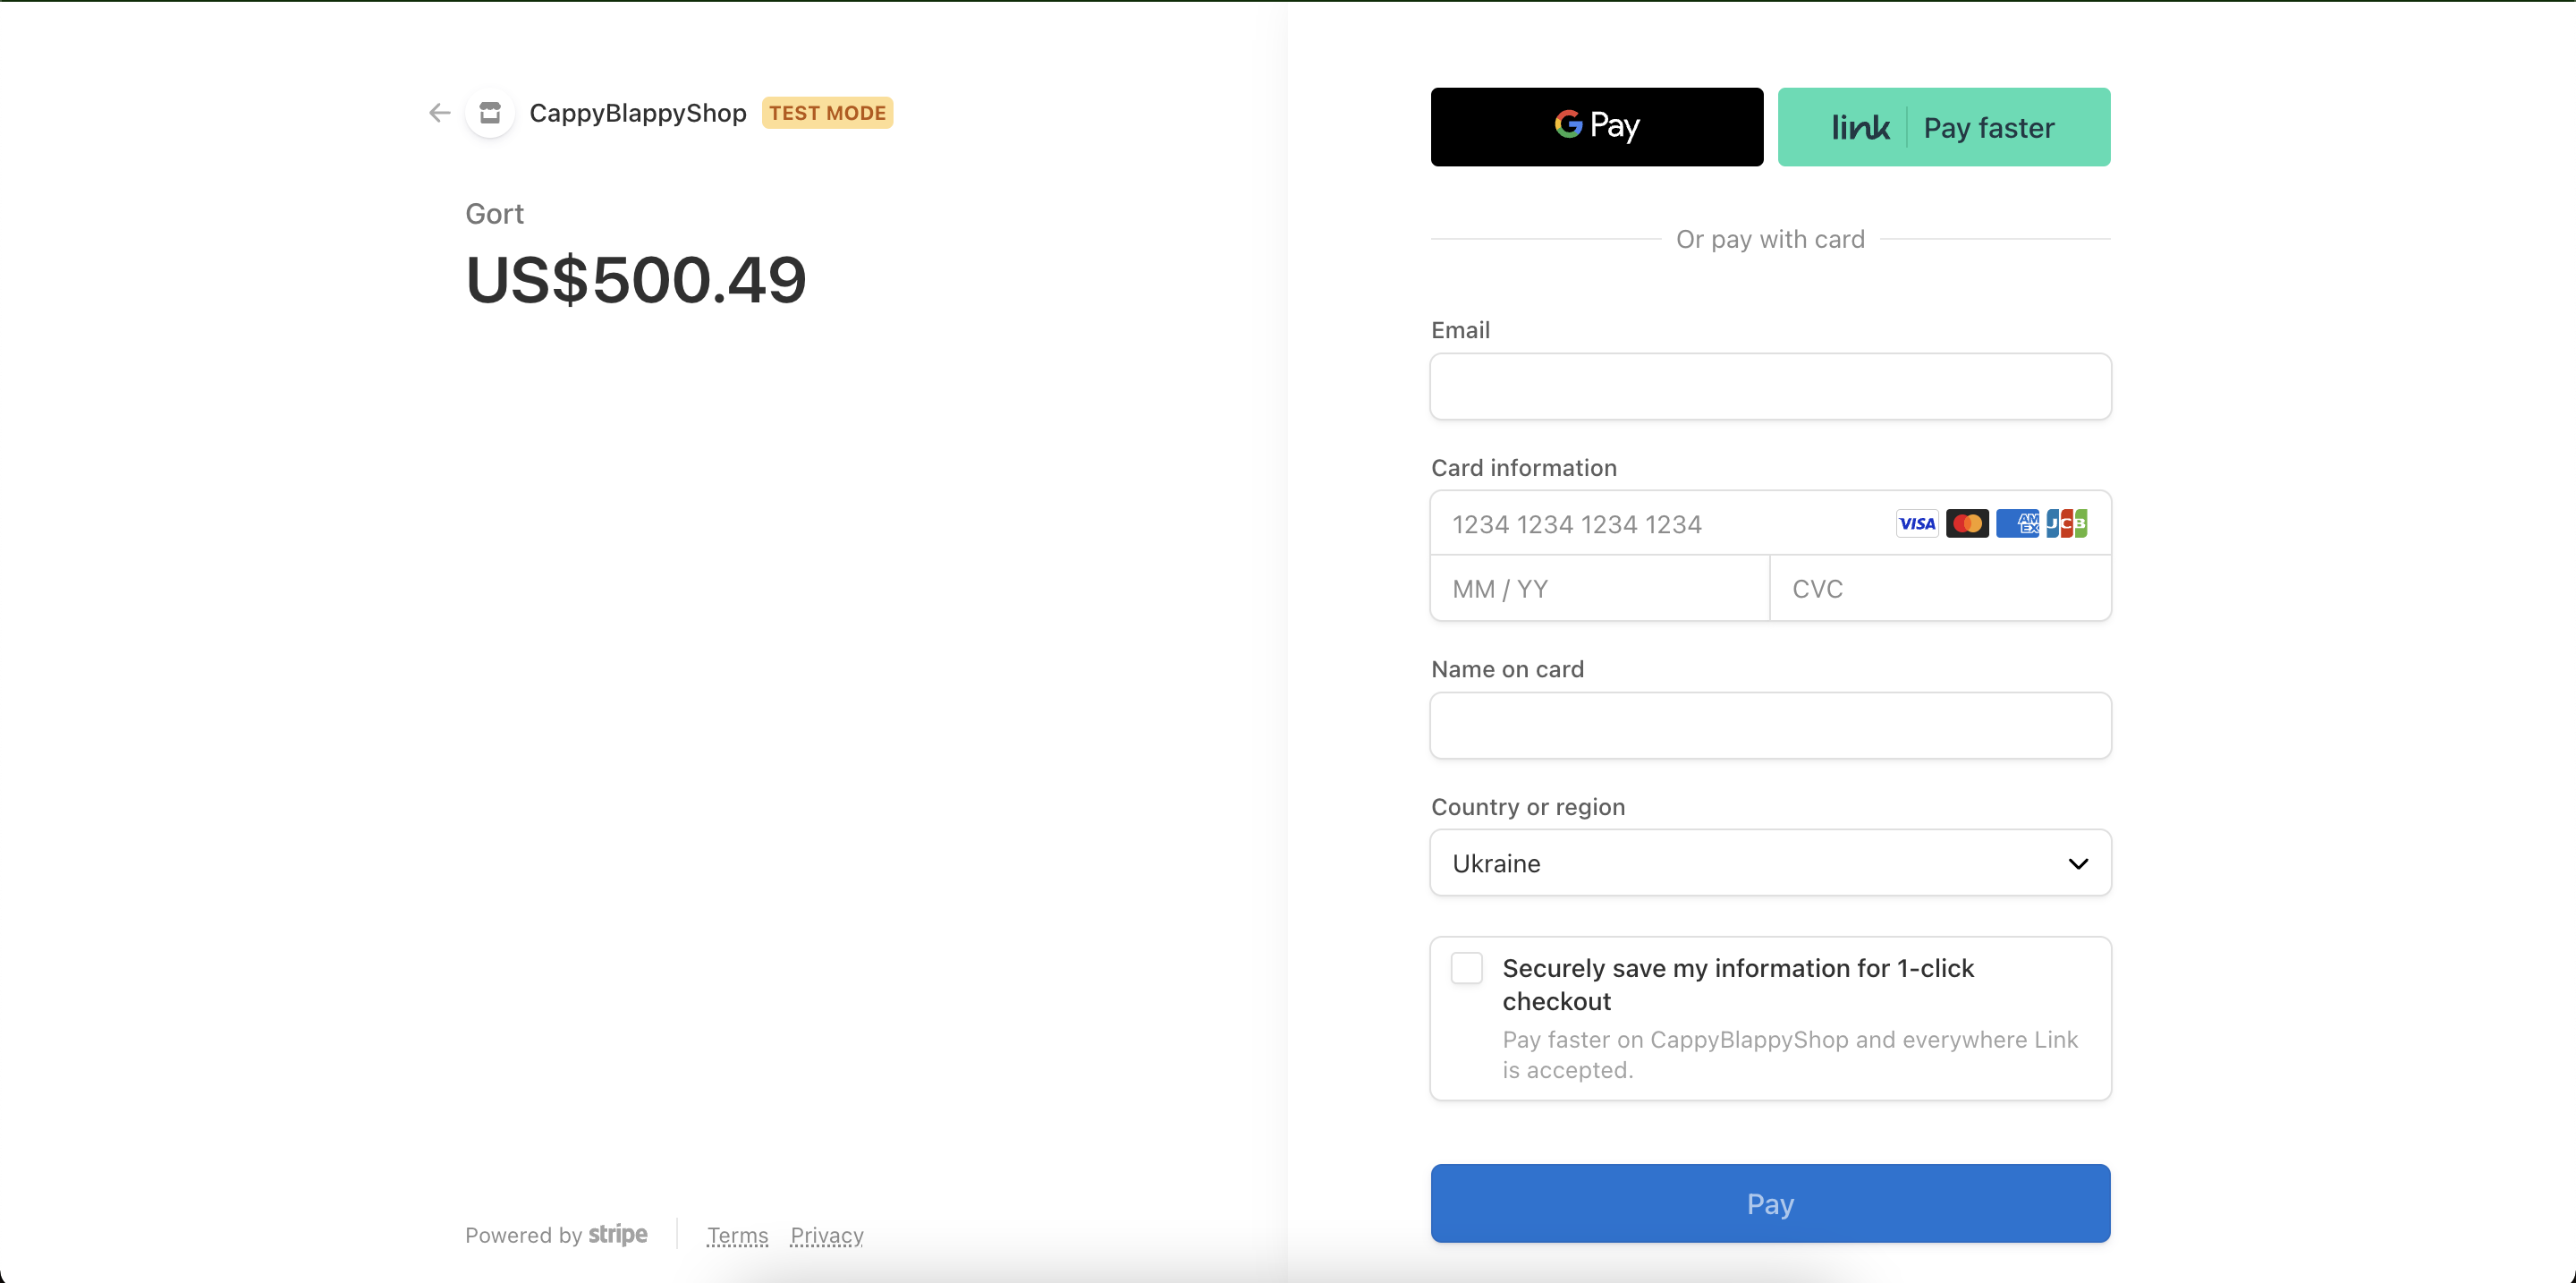 CappyBlappyShop TEST MODE
Gort
US$500.49
Powered by stripe
Terms Privacy
G Pay
link Pay faster
Or pay with card
Email
Card information
1234 1234 1234 1234 VISA AMEX JCB
MM / YY CVC
Name on card
Country or region
Ukraine
Securely save my information for 1-click
checkout
Pay faster on CappyBlappyShop and everywhere Link
is accepted.
Pay